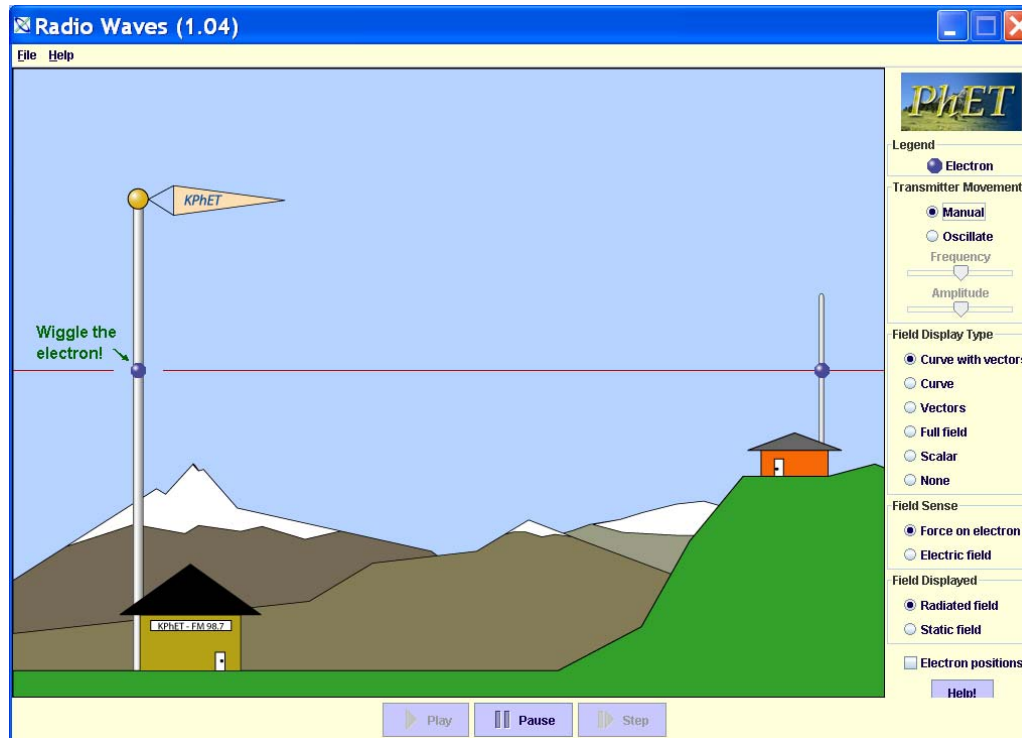 Radio Waves (1.04)
File Help
KPhET
Wiggle the
electron!
KPhET - FM 98.7
PhET
Legend
Electron
Transmitter Movement
Manual
Oscillate
Frequency
Amplitude
Field Display Type
Curve with vectors
Curve
Vectors
Full field
Scalar
None
Field Sense
Force on electron
Electric field
Field Displayed
Radiated field
Static field
Electron positions
Help!
Play Pause Step